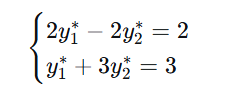 2y₁* − 2y₂* = 2
y₁* + 3y₂* = 3